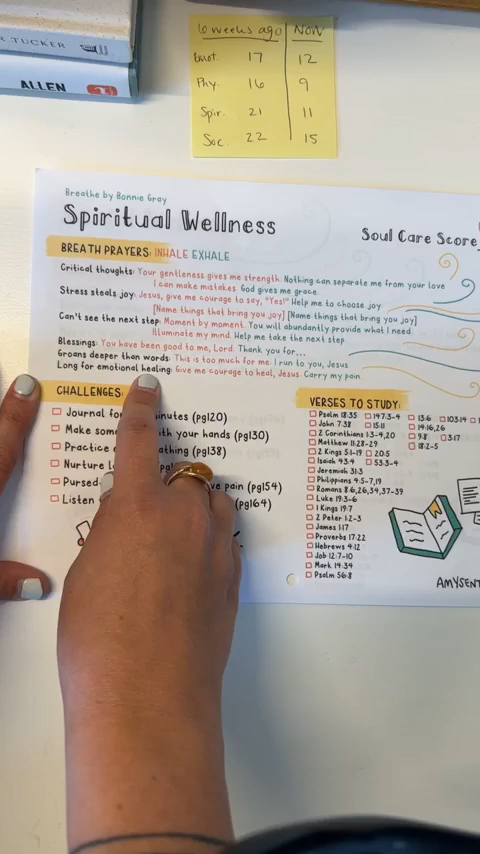 TUCKER
ALLEN
6 weeks ago | NOW
Emot. 17 | 12
Phy. 16 | 9
Spir. 21 | 11
Soc. 22 | 15
Breathe by Bonnie Gray
Spiritual Wellness
Soul Care Score
BREATH PRAYERS: INHALE EXHALE
Critical thoughts: Your gentleness gives me strength. Nothing can separate me from your love
I can make mistakes. God gives me grace.
Stress steals joy: Jesus, give me courage to say, "Yes!" Help me to choose joy
[Name things that bring you joy] [Name things that bring you joy]
Can't see the next step: Moment by moment. You will abundantly provide what I need.
Illuminate my mind. Help me take the next step.
Blessings: You have been good to me, Lord. Thank you for...
Groans deeper than words: This is too much for me. I run to you, Jesus
Long for emotional healing: Give me courage to heal, Jesus. Carry my pain.
CHALLENGES:
Journal for inutes (pg120)
Make some ith your hands (pg130)
Practice athing (pg138)
Nurture
Pursed e pain (pg154)
Listen (pg164)
VERSES TO STUDY:
Psalm 18:35 147:3-4 13:6 103:14
John 7:38 15:11 19:16,26
2 Corinthians 1:3-4,20 9:8 3:17
Matthew 11:28-29 18:2-5
2 Kings 5:1-19 20:5
Isaiah 43:4 53:3-4
Jeremiah 31:3
Philippians 4:5-7,19
Romans 8:6,26,34,37-39
Luke 19:3-6
1 Kings 19:7
2 Peter 1:2-3
James 1:17
Proverbs 17:22
Hebrews 4:12
Job 12:7-10
Mark 14:34
Psalm 56:8
AMYSENT